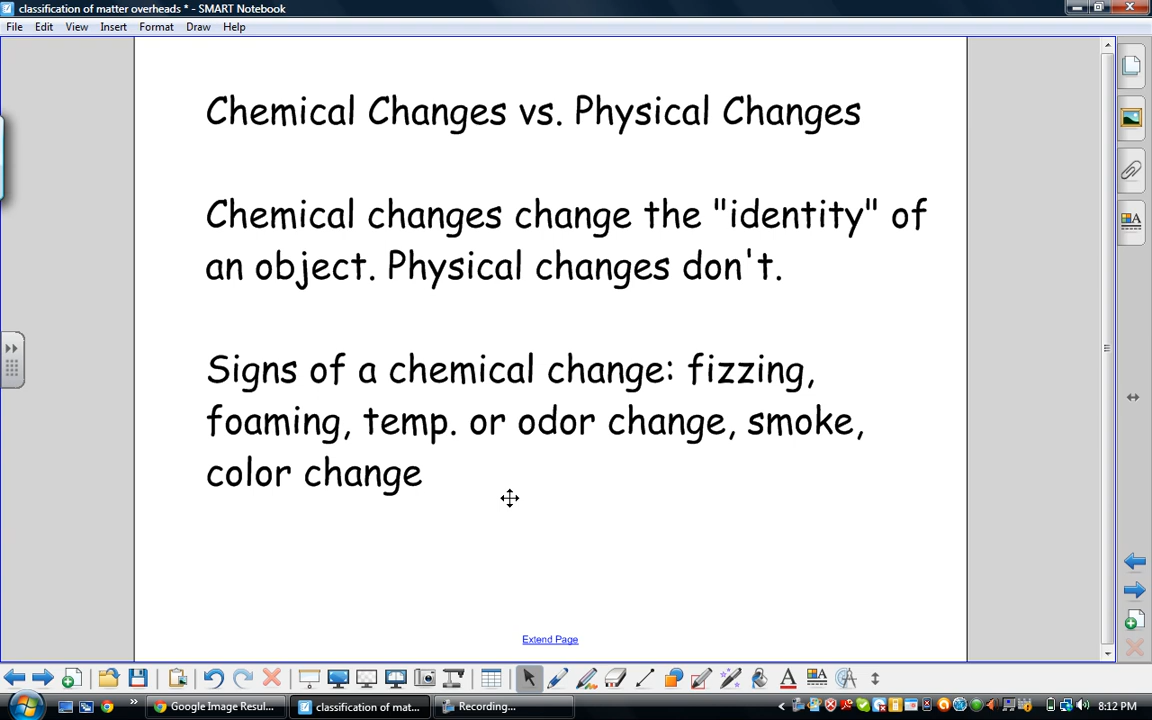 classification of matter overheads * - SMART Notebook
File Edit View Insert Format Draw Help
Chemical Changes vs. Physical Changes
Chemical changes change the "identity" of
an object. Physical changes don't.
Signs of a chemical change: fizzing,
foaming, temp. or odor change, smoke,
color change
Extend Page
Google Image Resul... classification of mat... Recording... 8:12 PM